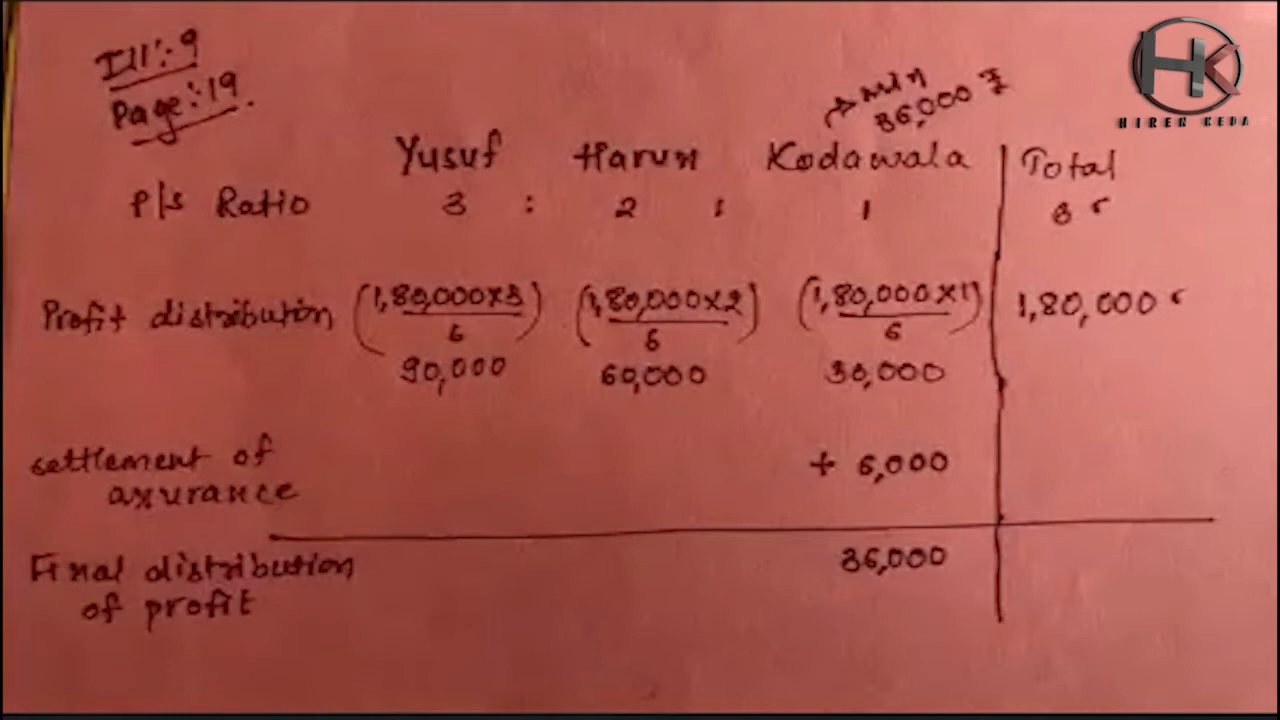 Ill:- 9
Page:- 19
→ Min
36,000 ₹
HIREN KEDA
Yusuf Harun Kodawala Total
P/s Ratio 3 : 2 : 1
Profit distribution (1,80,000×3/6) (1,80,000×2/6) (1,80,000×1/6) 1,80,000
90,000 60,000 30,000
settlement of + 6,000
assurance
Final distribution 36,000
of profit